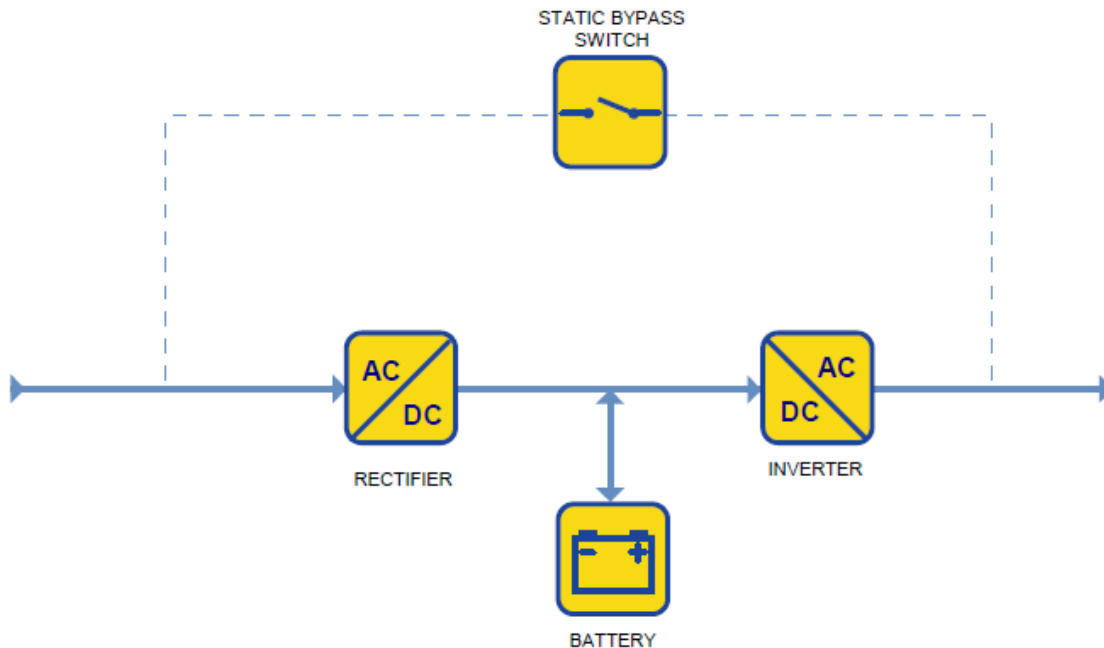 STATIC BYPASS
SWITCH
AC
DC
RECTIFIER
AC
DC
INVERTER
- +
BATTERY